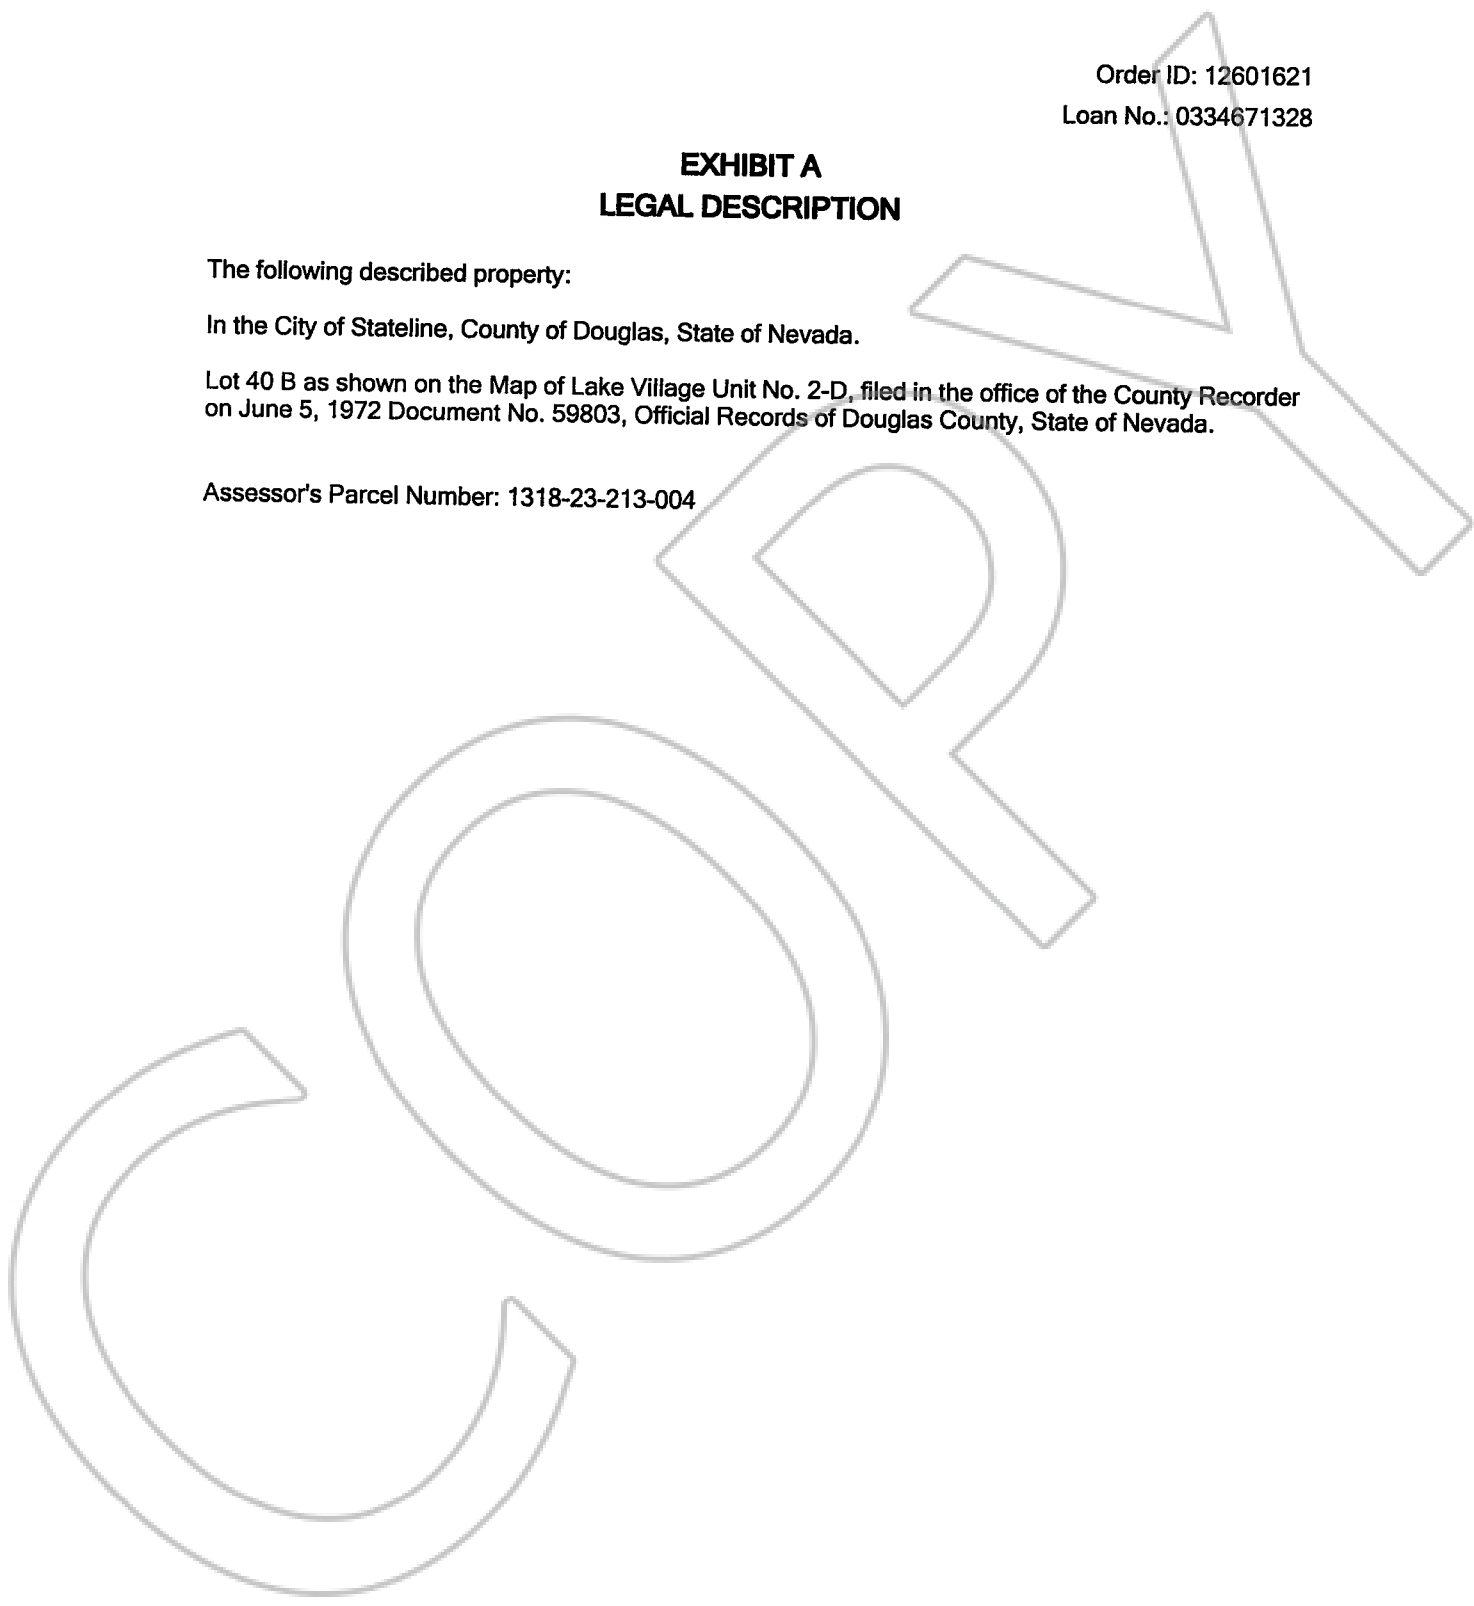 Order ID: 12601621
Loan No.: 0334671328
EXHIBIT A
LEGAL DESCRIPTION
The following described property:
In the City of Stateline, County of Douglas, State of Nevada.
Lot 40 B as shown on the Map of Lake Village Unit No. 2-D, filed in the office of the County Recorder
on June 5, 1972 Document No. 59803, Official Records of Douglas County, State of Nevada.
Assessor's Parcel Number: 1318-23-213-004
COPY